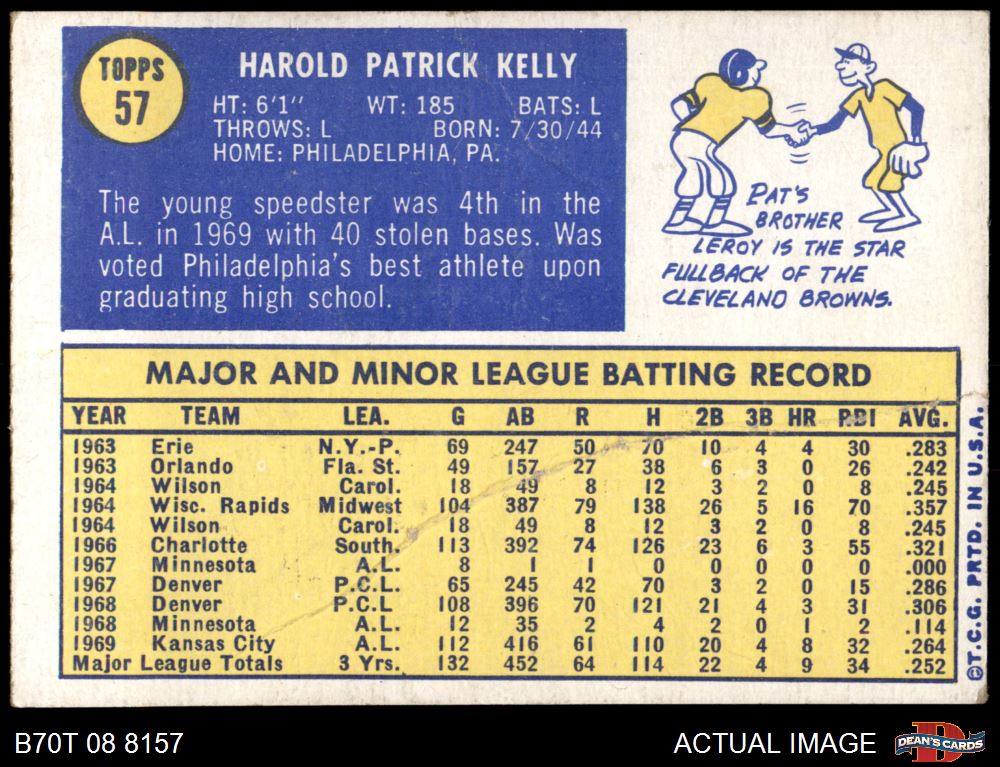 TOPPS
57
HAROLD PATRICK KELLY
HT: 6'1" WT: 185 BATS: L
THROWS: L BORN: 7/30/44
HOME: PHILADELPHIA, PA.
The young speedster was 4th in the
A.L. in 1969 with 40 stolen bases. Was
voted Philadelphia's best athlete upon
graduating high school.
PAT'S
BROTHER
LEROY IS THE STAR
FULLBACK OF THE
CLEVELAND BROWNS.
MAJOR AND MINOR LEAGUE BATTING RECORD
YEAR TEAM LEA. G AB R H 2B 3B HR RBI AVG.
1963 Erie N.Y.-P. 69 247 50 70 10 4 4 30 .283
1963 Orlando Fla. St. 49 157 27 38 6 3 0 26 .242
1964 Wilson Carol. 18 49 8 12 3 2 0 8 .245
1964 Wisc. Rapids Midwest 104 387 79 138 26 5 16 70 .357
1964 Wilson Carol. 18 49 8 12 3 2 0 8 .245
1966 Charlotte South. 113 392 74 126 23 6 3 55 .321
1967 Minnesota A.L. 8 1 1 0 0 0 0 0 .000
1967 Denver P.C.L. 65 245 42 70 3 2 0 15 .286
1968 Denver P.C.L 108 396 70 121 21 4 3 31 .306
1968 Minnesota A.L. 12 35 2 4 2 0 1 2 .114
1969 Kansas City A.L. 112 416 61 110 20 4 8 32 .264
Major League Totals 3 Yrs. 132 452 64 114 22 4 9 34 .252
©T.C.G. PRTD. IN U.S.A.
B70T 08 8157
ACTUAL IMAGE
D
DEAN'S CARDS